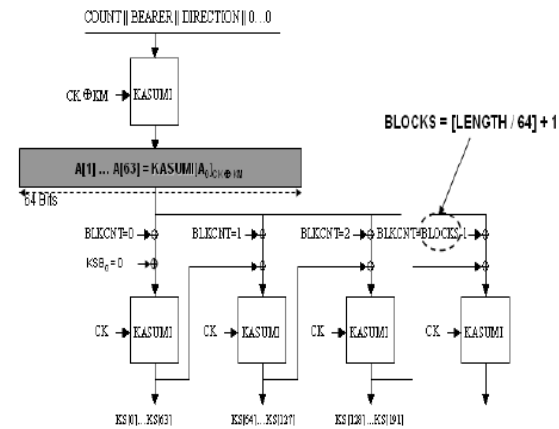 COUNT || BEARER || DIRECTION || 0...0
KASUMI
CK ⊕ KM
BLOCKS = [LENGTH / 64] + 1
A[1] ... A[63] = KASUMI[A₀]CK⊕KM
64 Bits
BLKCNT=0
BLKCNT=1
BLKCNT=2
BLKCNT=BLOCKS-1
KSB₀ = 0
CK
KASUMI
CK
KASUMI
CK
KASUMI
CK
KASUMI
KS[0]...KS[63]
KS[64]...KS[127]
KS[128]...KS[191]